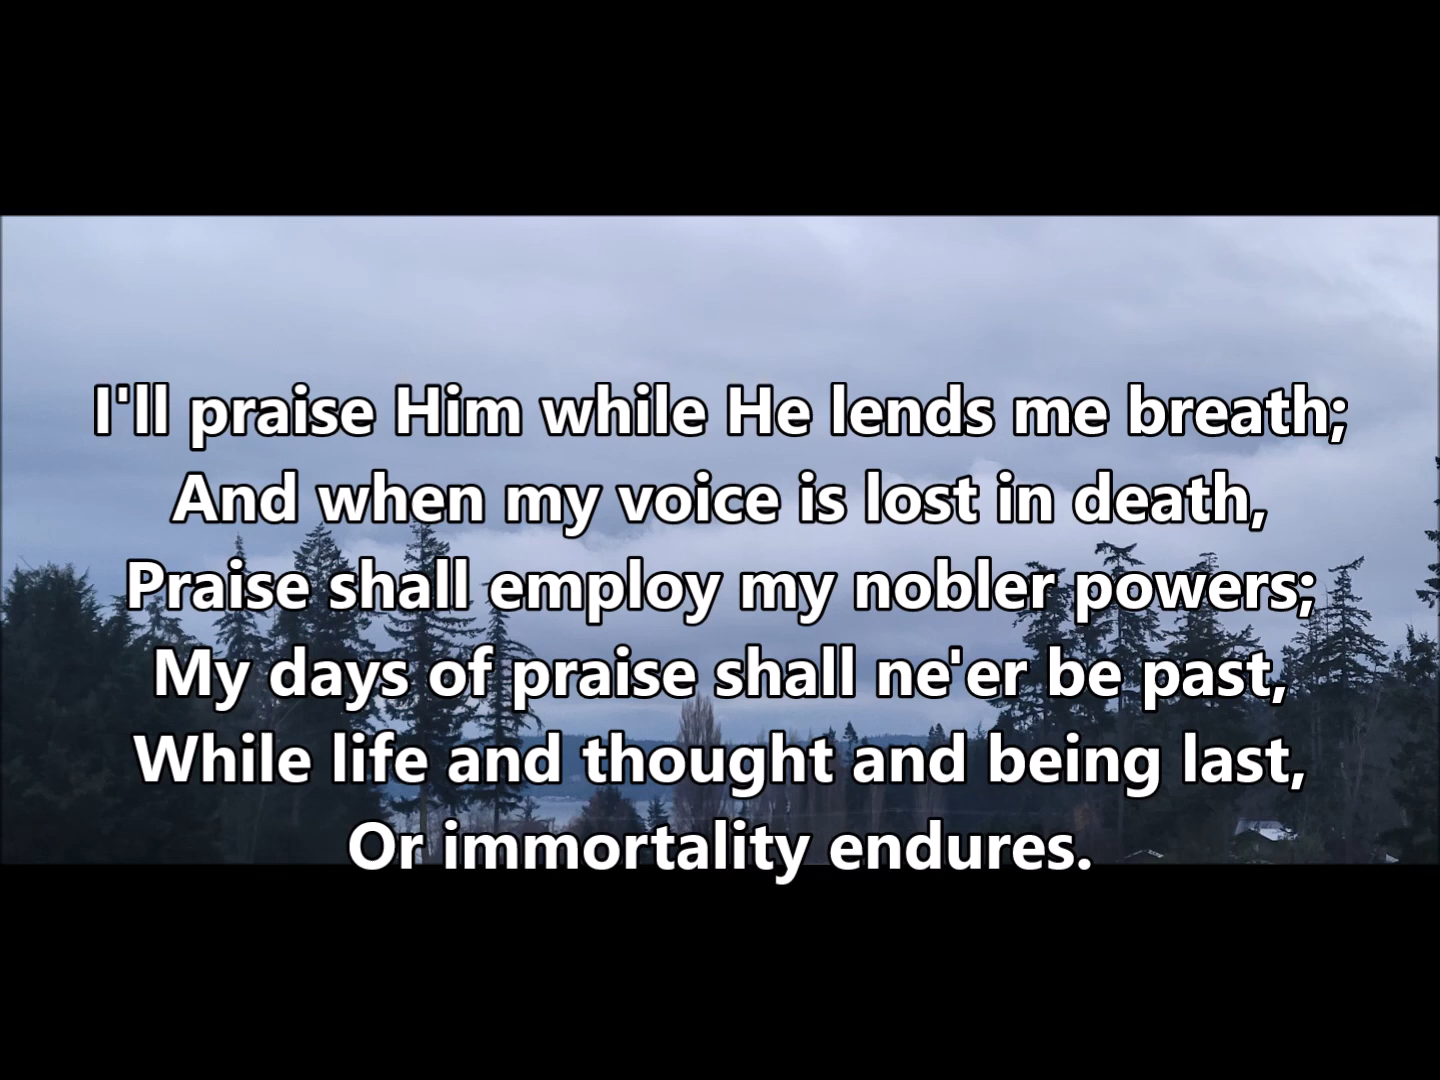 I'll praise Him while He lends me breath;
And when my voice is lost in death,
Praise shall employ my nobler powers;
My days of praise shall ne'er be past,
While life and thought and being last,
Or immortality endures.